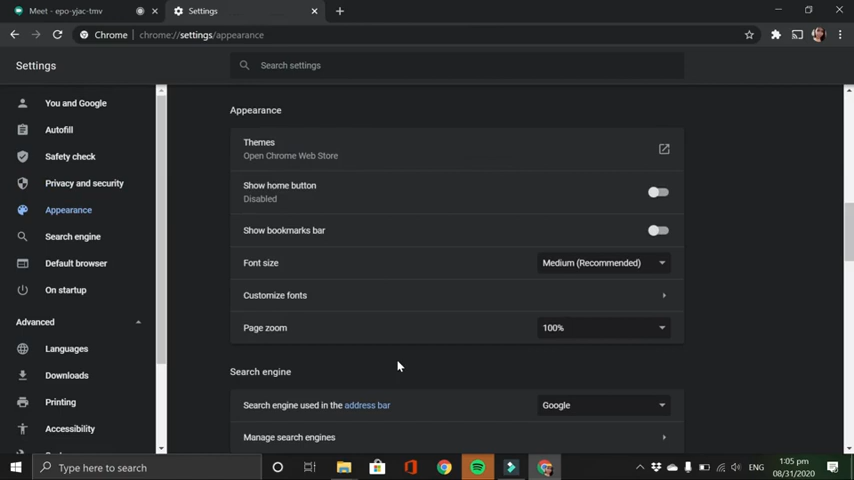 Meet - epo-yjac-tmv
Settings
Chrome
chrome://settings/appearance
Settings
Search settings
You and Google
Autofill
Safety check
Privacy and security
Appearance
Search engine
Default browser
On startup
Advanced
Languages
Downloads
Printing
Accessibility
Appearance
Themes
Open Chrome Web Store
Show home button
Disabled
Show bookmarks bar
Font size
Medium (Recommended)
Customize fonts
Page zoom
100%
Search engine
Search engine used in the address bar
Google
Manage search engines
Type here to search
ENG
1:05 pm
08/31/2020